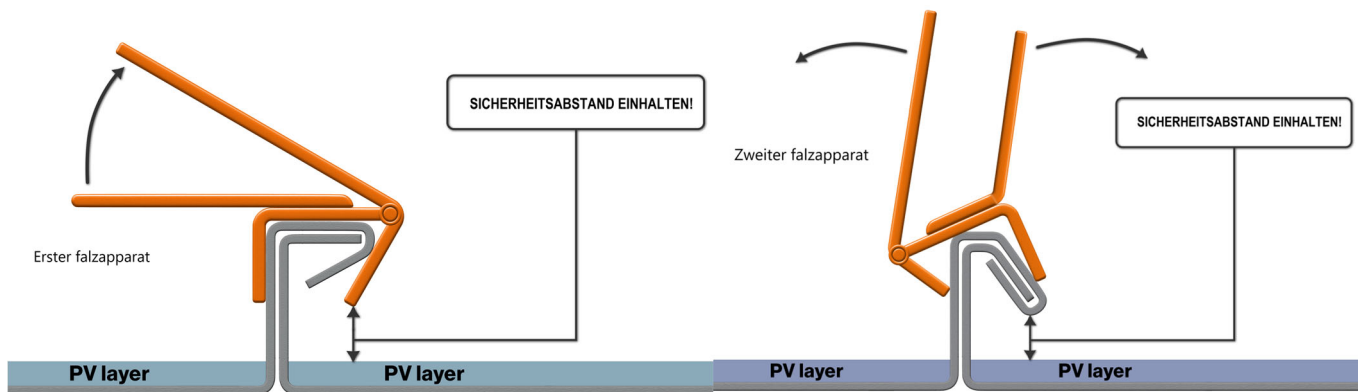 SICHERHEITSABSTAND EINHALTEN!
Erster falzapparat
PV layer
PV layer
SICHERHEITSABSTAND EINHALTEN!
Zweiter falzapparat
PV layer
PV layer